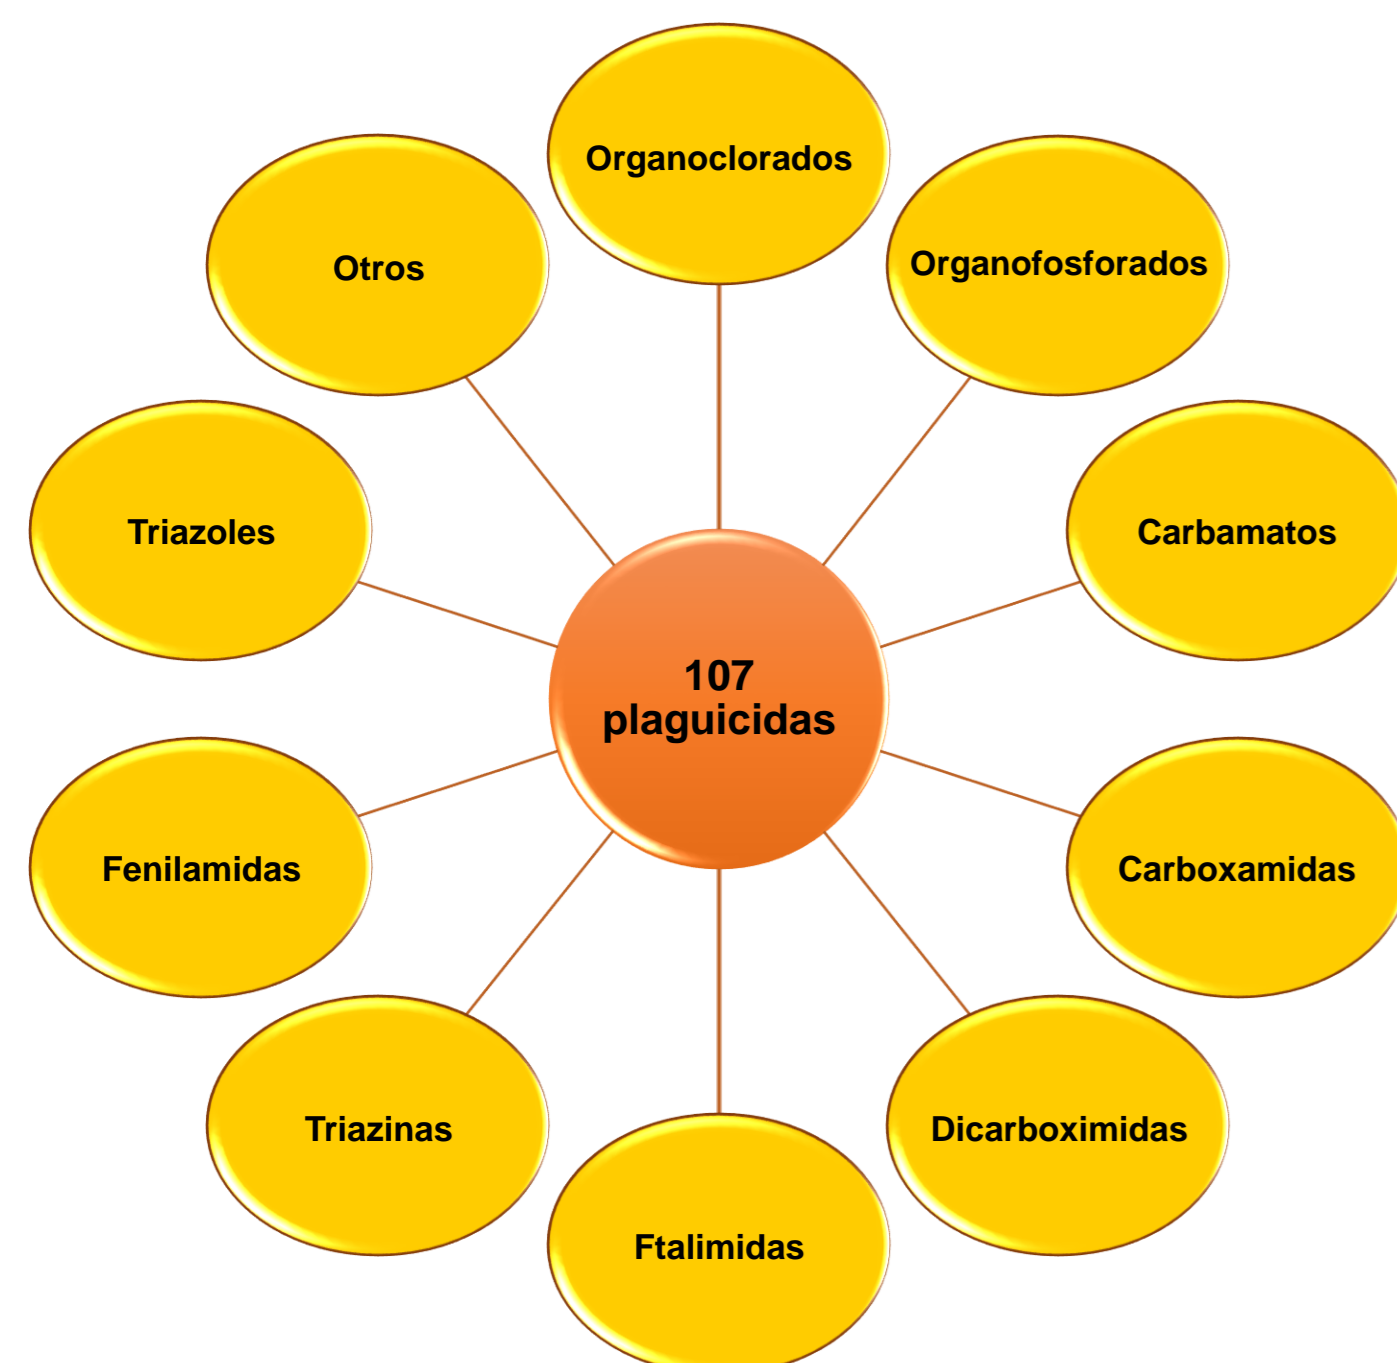 Organoclorados
Organofosforados
Otros
Carbamatos
Triazoles
107
plaguicidas
Carboxamidas
Fenilamidas
Dicarboximidas
Triazinas
Ftalimidas